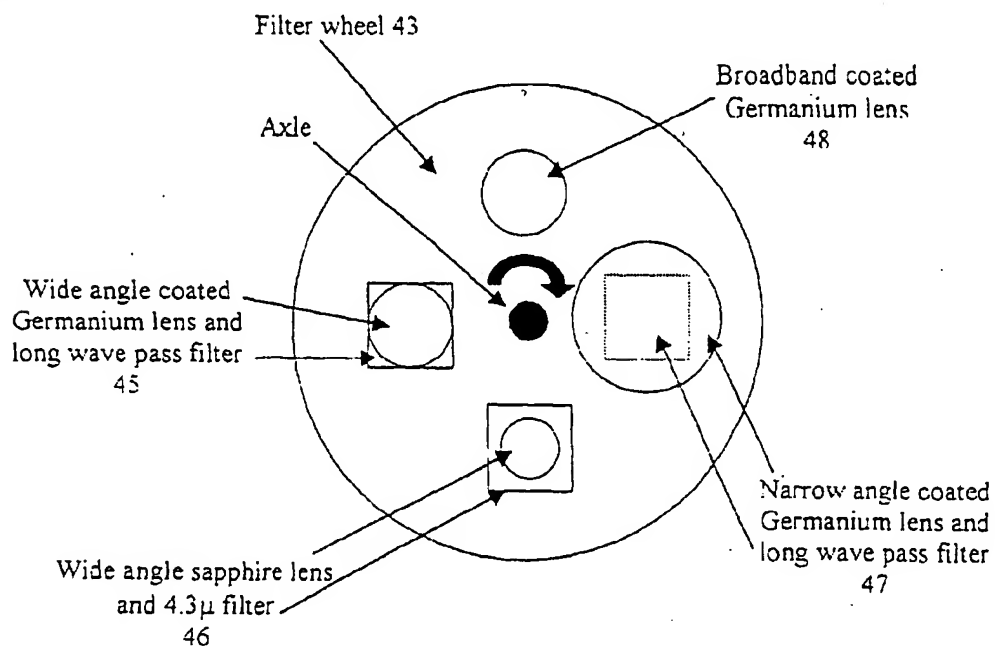 Filter wheel 43
Broadband coated
Germanium lens
48
Axle
Wide angle coated
Germanium lens and
long wave pass filter
45
Narrow angle coated
Germanium lens and
long wave pass filter
47
Wide angle sapphire lens
and 4.3µ filter
46